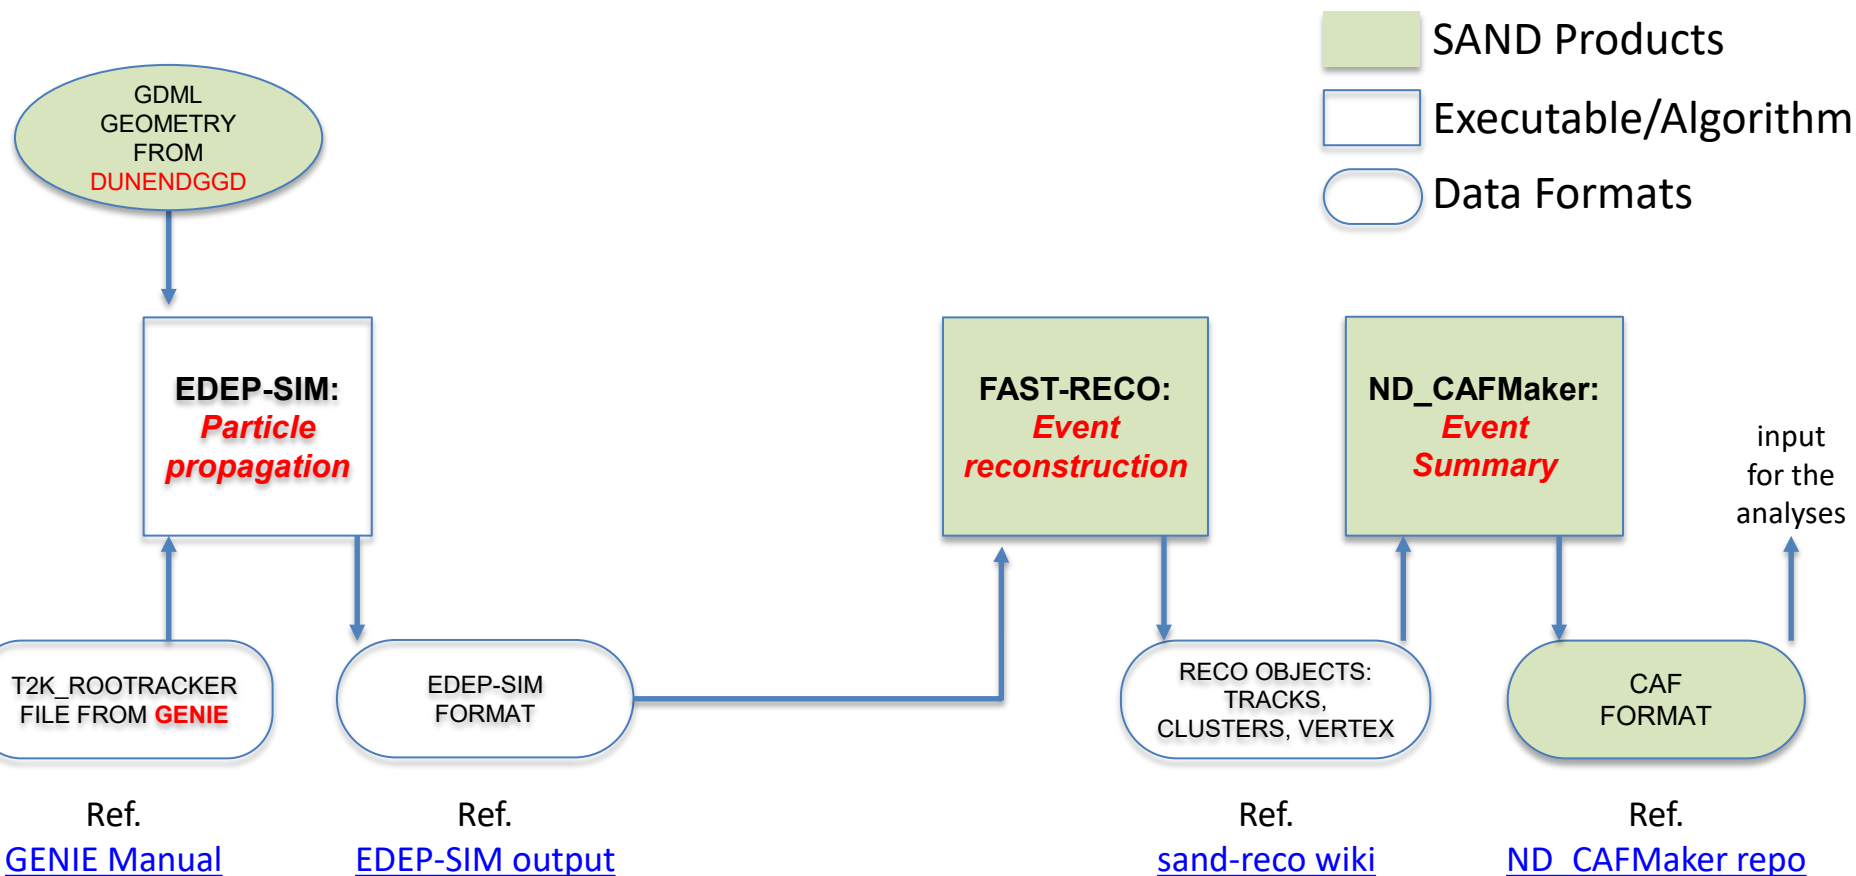 SAND Products
Executable/Algorithm
Data Formats
GDML
GEOMETRY
FROM
DUNENDGGD
EDEP-SIM:
Particle
propagation
FAST-RECO:
Event
reconstruction
ND_CAFMaker:
Event
Summary
input
for the
analyses
T2K_ROOTRACKER
FILE FROM GENIE
EDEP-SIM
FORMAT
RECO OBJECTS:
TRACKS,
CLUSTERS, VERTEX
CAF
FORMAT
Ref.
GENIE Manual
Ref.
EDEP-SIM output
Ref.
sand-reco wiki
Ref.
ND_CAFMaker repo